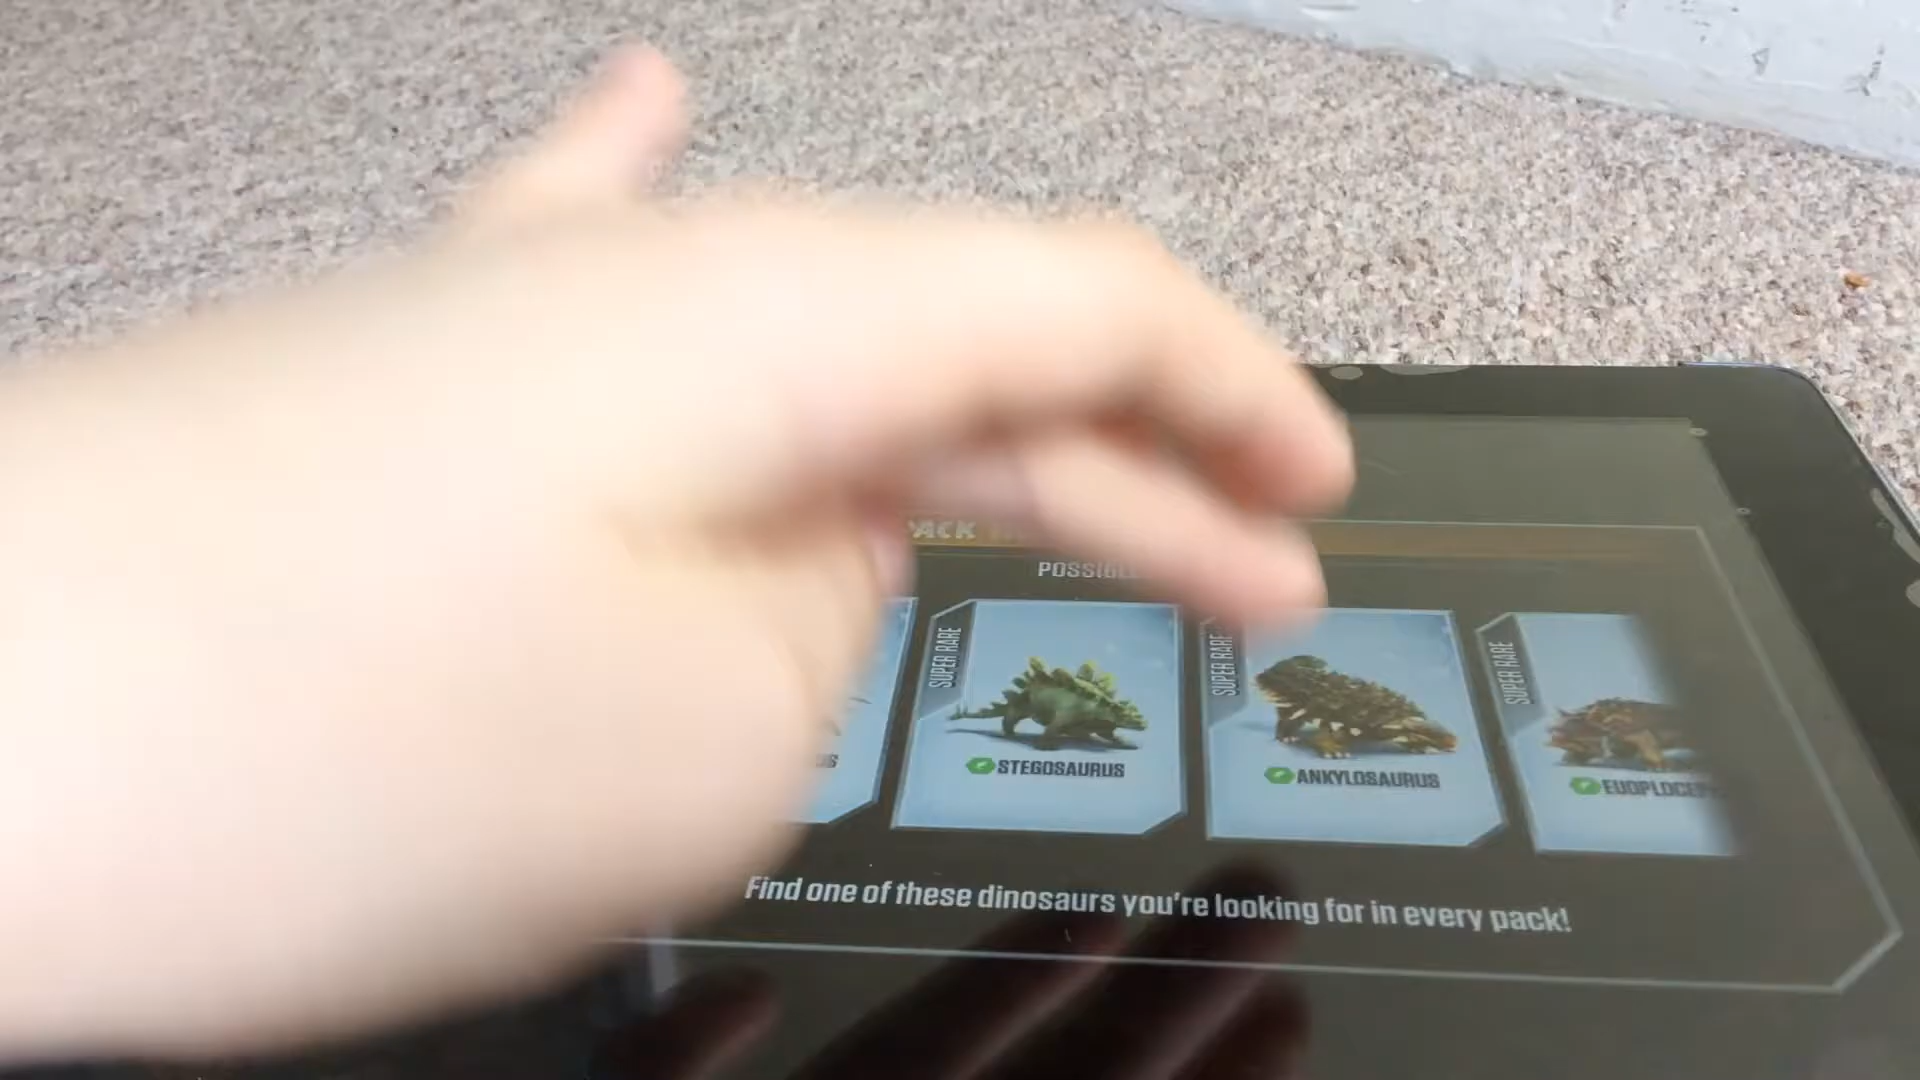 SUPER RARE
SUPER RARE
SUPER RARE
STEGOSAURUS
ANKYLOSAURUS
Find one of these dinosaurs you're looking for in every pack!